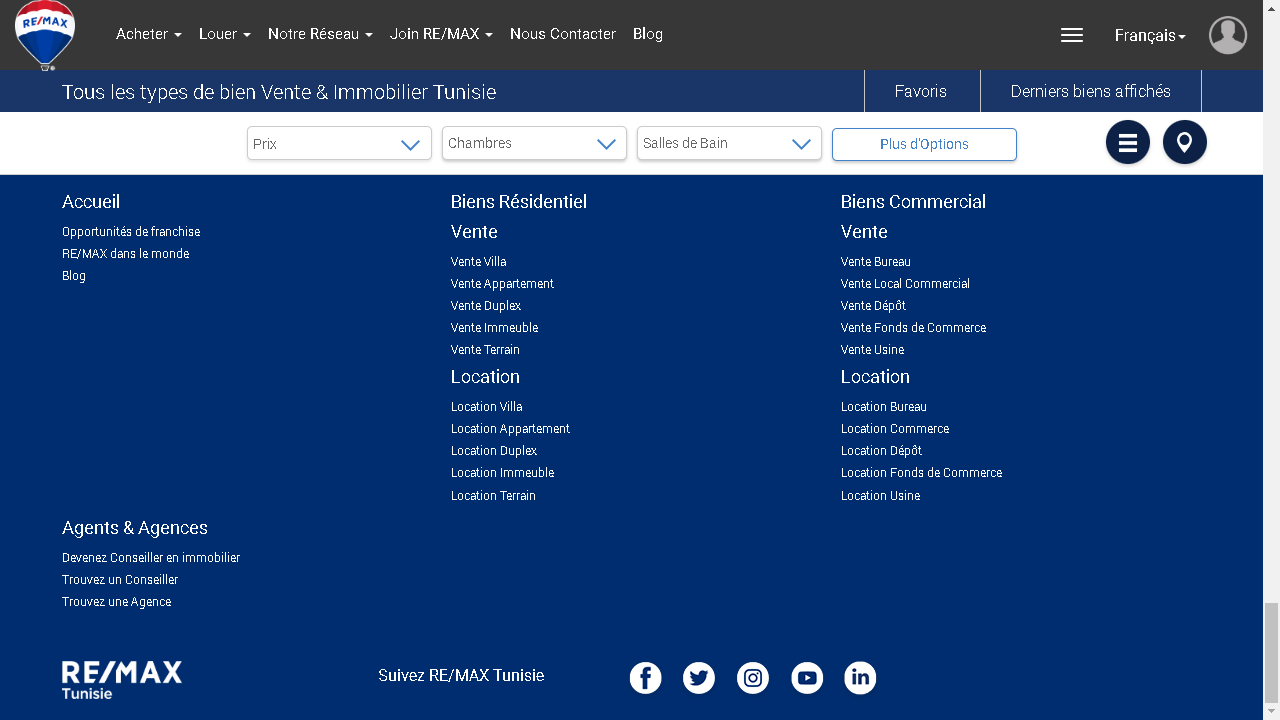 RE/MAX
Acheter
Louer
Notre Réseau
Join RE/MAX
Nous Contacter
Blog
Français
Tous les types de bien Vente & Immobilier Tunisie
Favoris
Derniers biens affichés
Prix
Chambres
Salles de Bain
Plus d'Options
Accueil
Opportunités de franchise
RE/MAX dans le monde
Blog
Biens Résidentiel
Vente
Vente Villa
Vente Appartement
Vente Duplex
Vente Immeuble
Vente Terrain
Location
Location Villa
Location Appartement
Location Duplex
Location Immeuble
Location Terrain
Biens Commercial
Vente
Vente Bureau
Vente Local Commercial
Vente Dépôt
Vente Fonds de Commerce
Vente Usine
Location
Location Bureau
Location Commerce
Location Dépôt
Location Fonds de Commerce
Location Usine
Agents & Agences
Devenez Conseiller en immobilier
Trouvez un Conseiller
Trouvez une Agence
RE/MAX
Tunisie
Suivez RE/MAX Tunisie